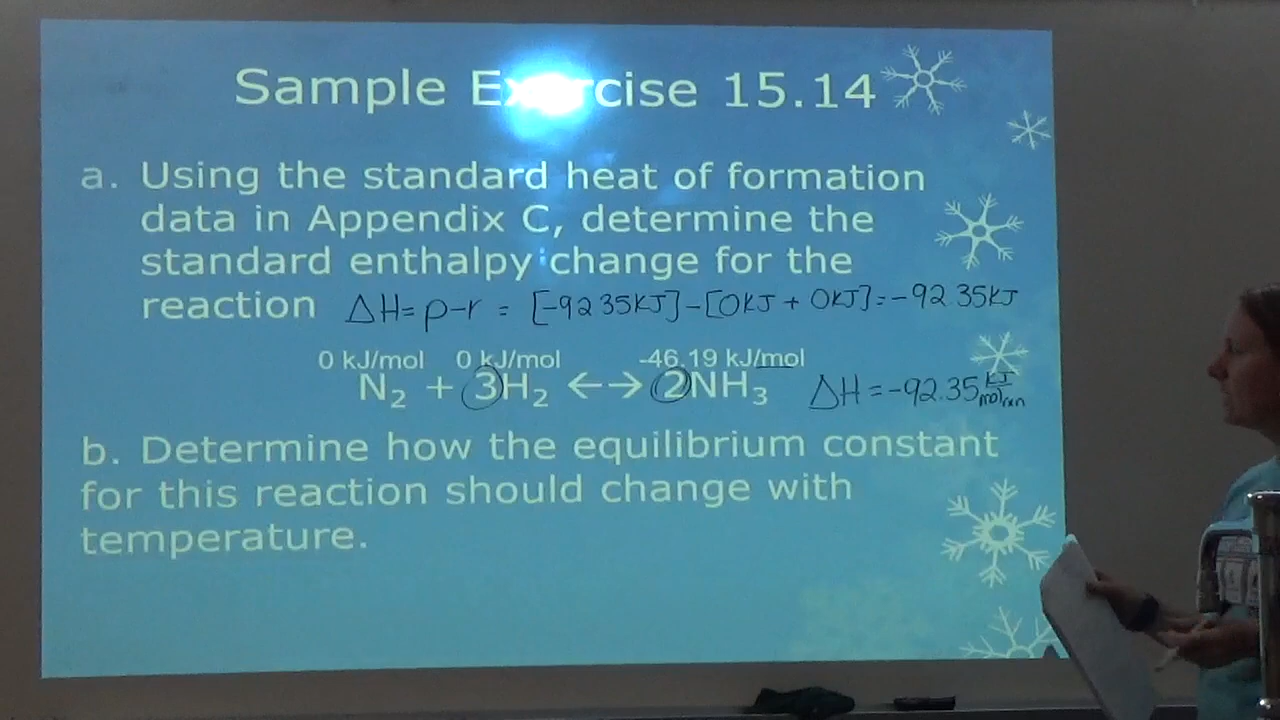 Sample Exercise 15.14
a. Using the standard heat of formation
data in Appendix C, determine the
standard enthalpy change for the
reaction ΔH = p-r = [-92.35KJ] - [0KJ + 0KJ] = -92.35KJ
0 kJ/mol 0 kJ/mol -46.19 kJ/mol
N₂ + 3H₂ ←→ 2NH₃ ΔH = -92.35 KJ/mol rxn
b. Determine how the equilibrium constant
for this reaction should change with
temperature.